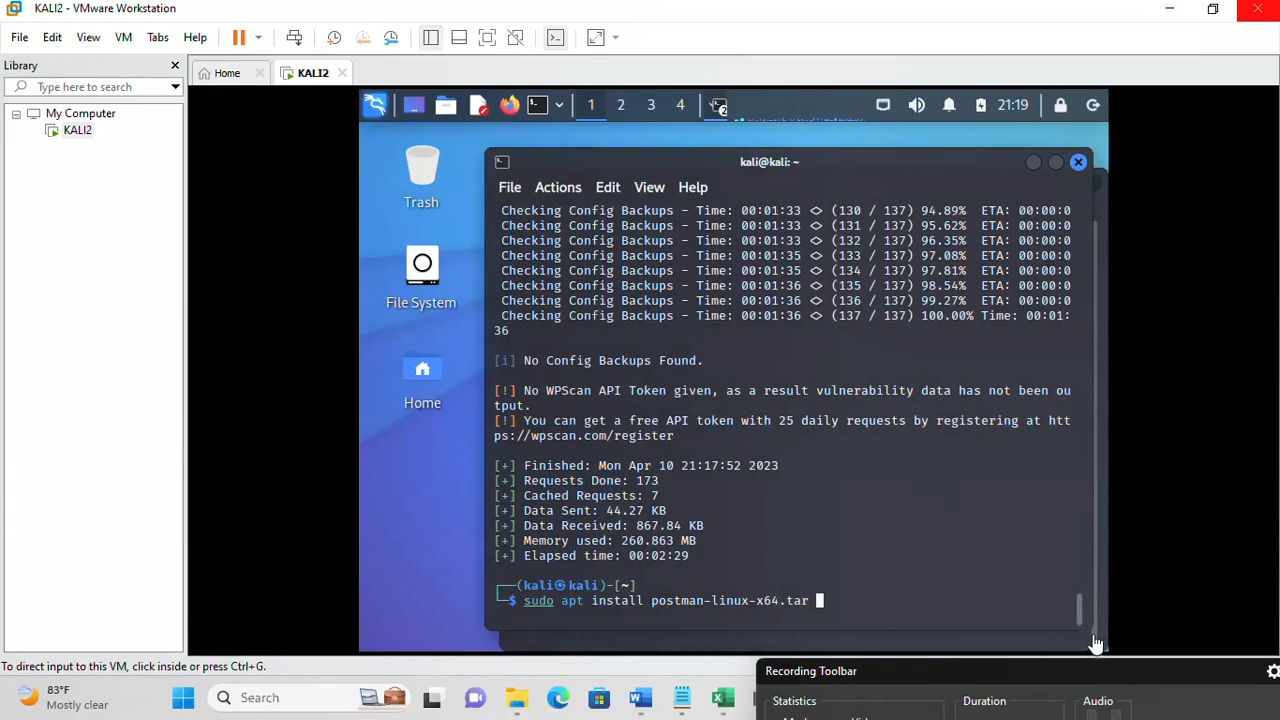 KALI2 - VMware Workstation
File Edit View VM Tabs Help
Library
Type here to search
My Computer
KALI2
Home
KALI2
1 2 3 4
2
21:19
Trash
File System
Home
kali@kali: ~
File Actions Edit View Help
Checking Config Backups - Time: 00:01:33 <> (130 / 137) 94.89% ETA: 00:00:0
Checking Config Backups - Time: 00:01:33 <> (131 / 137) 95.62% ETA: 00:00:0
Checking Config Backups - Time: 00:01:33 <> (132 / 137) 96.35% ETA: 00:00:0
Checking Config Backups - Time: 00:01:35 <> (133 / 137) 97.08% ETA: 00:00:0
Checking Config Backups - Time: 00:01:35 <> (134 / 137) 97.81% ETA: 00:00:0
Checking Config Backups - Time: 00:01:36 <> (135 / 137) 98.54% ETA: 00:00:0
Checking Config Backups - Time: 00:01:36 <> (136 / 137) 99.27% ETA: 00:00:0
Checking Config Backups - Time: 00:01:36 <> (137 / 137) 100.00% Time: 00:01:
36
[i] No Config Backups Found.
[!] No WPScan API Token given, as a result vulnerability data has not been ou
tput.
[!] You can get a free API token with 25 daily requests by registering at htt
ps://wpscan.com/register
[+] Finished: Mon Apr 10 21:17:52 2023
[+] Requests Done: 173
[+] Cached Requests: 7
[+] Data Sent: 44.27 KB
[+] Data Received: 867.84 KB
[+] Memory used: 260.863 MB
[+] Elapsed time: 00:02:29
┌──(kali㉿kali)-[~]
└─$ sudo apt install postman-linux-x64.tar
To direct input to this VM, click inside or press Ctrl+G.
Recording Toolbar
Statistics Duration Audio
83°F
Mostly clear
Search